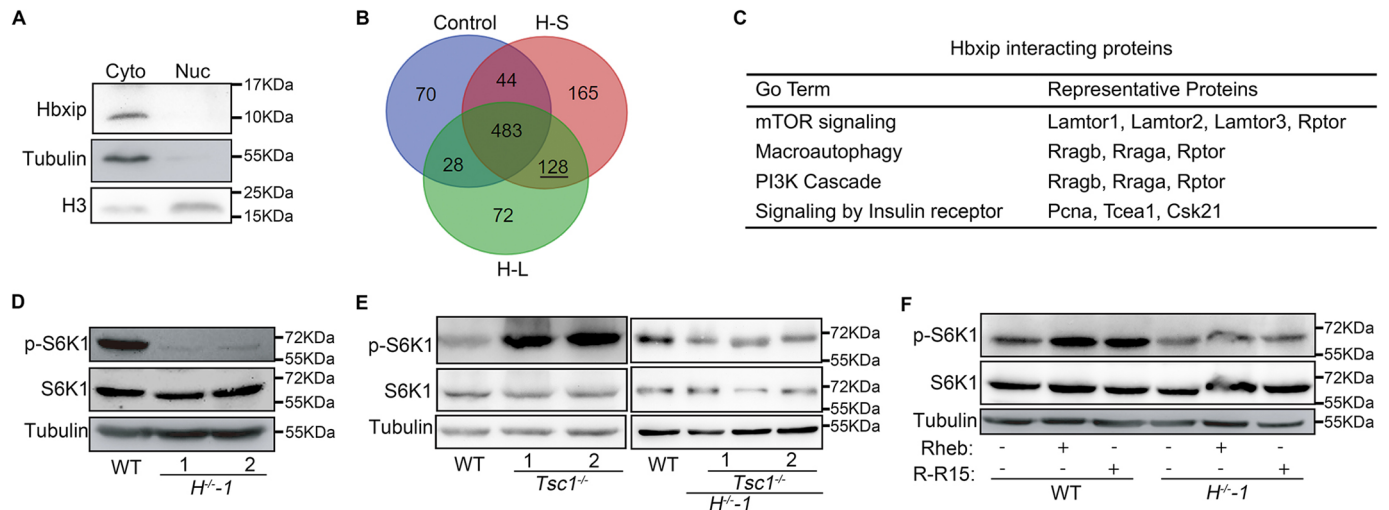 A
Cyto Nuc
Hbxip
17KDa
10KDa
Tubulin
55KDa
H3
25KDa
15KDa
B
Control H-S
70 44 165
483
28 128
72
H-L
C
Hbxip interacting proteins
Go Term Representative Proteins
mTOR signaling Lamtor1, Lamtor2, Lamtor3, Rptor
Macroautophagy Rragb, Rraga, Rptor
PI3K Cascade Rragb, Rraga, Rptor
Signaling by Insulin receptor Pcna, Tcea1, Csk21
D
p-S6K1
72KDa
55KDa
S6K1
72KDa
55KDa
Tubulin
55KDa
WT 1 2
H-/--1
E
p-S6K1
72KDa
55KDa
S6K1
72KDa
55KDa
Tubulin
55KDa
WT 1 2 WT 1 2
Tsc1-/- Tsc1-/-
H-/--1
F
p-S6K1
72KDa
55KDa
S6K1
72KDa
55KDa
Tubulin
55KDa
Rheb: - + - - + -
R-R15: - - + - - +
WT H-/--1